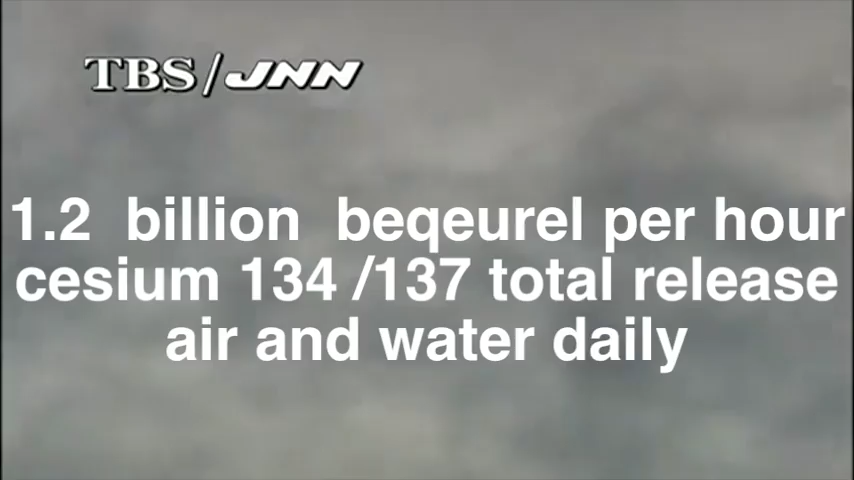 TBS/JNN
1.2 billion beqeurel per hour
cesium 134 /137 total release
air and water daily